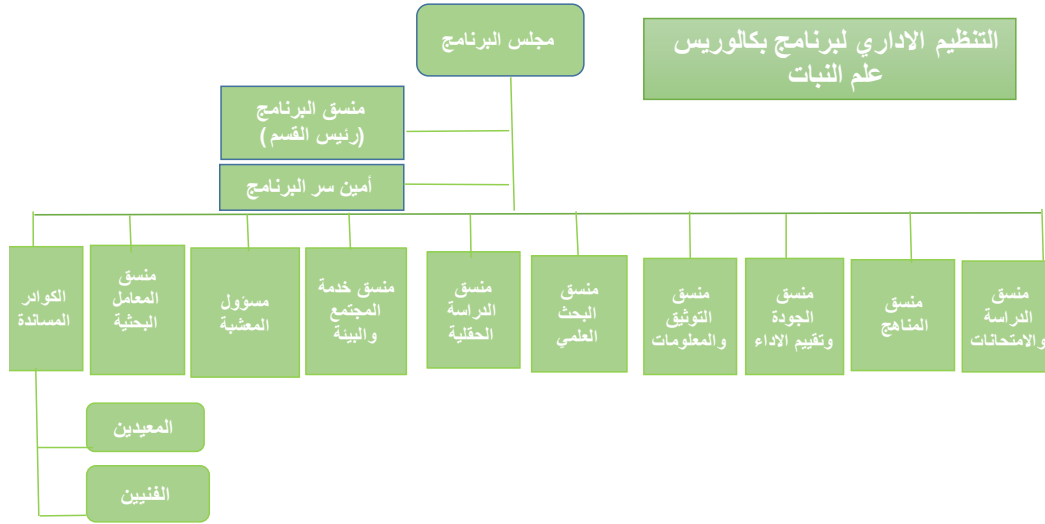 التنظيم الاداري لبرنامج بكالوريس
علم النبات
مجلس البرنامج
منسق البرنامج
(رئيس القسم)
أمين سر البرنامج
منسق
الدراسة
والامتحانات
منسق
المناهج
منسق
الجودة
وتقييم الاداء
منسق
التوثيق
والمعلومات
منسق
البحث
العلمي
منسق
الدراسة
الحقلية
منسق خدمة
المجتمع
والبيئة
مسؤول
المعشبة
منسق
المعامل
البحثية
الكوادر
المساندة
المعيدين
الفنيين